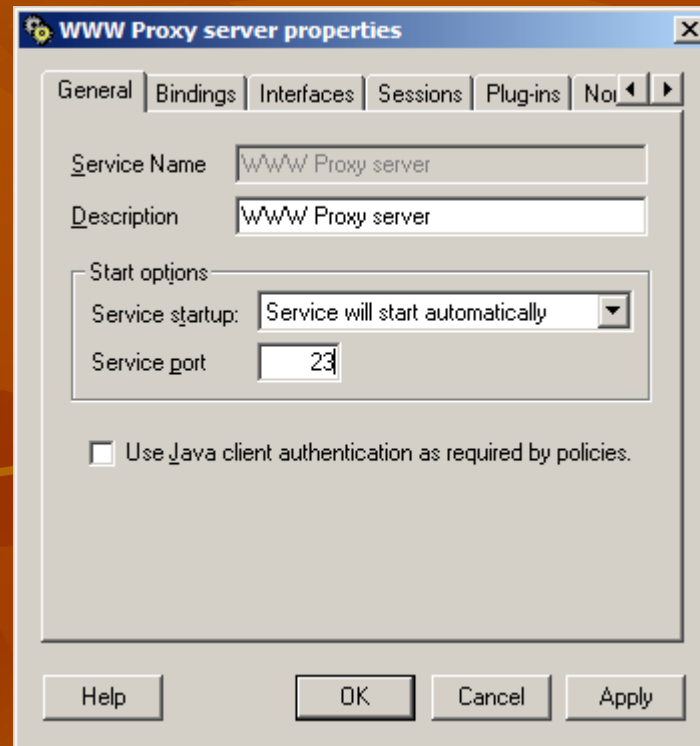 WWW Proxy server properties
General Bindings Interfaces Sessions Plug-ins
Service Name WWW Proxy server
Description WWW Proxy server
Start options
Service startup: Service will start automatically
Service port 23
Use Java client authentication as required by policies.
Help OK Cancel Apply